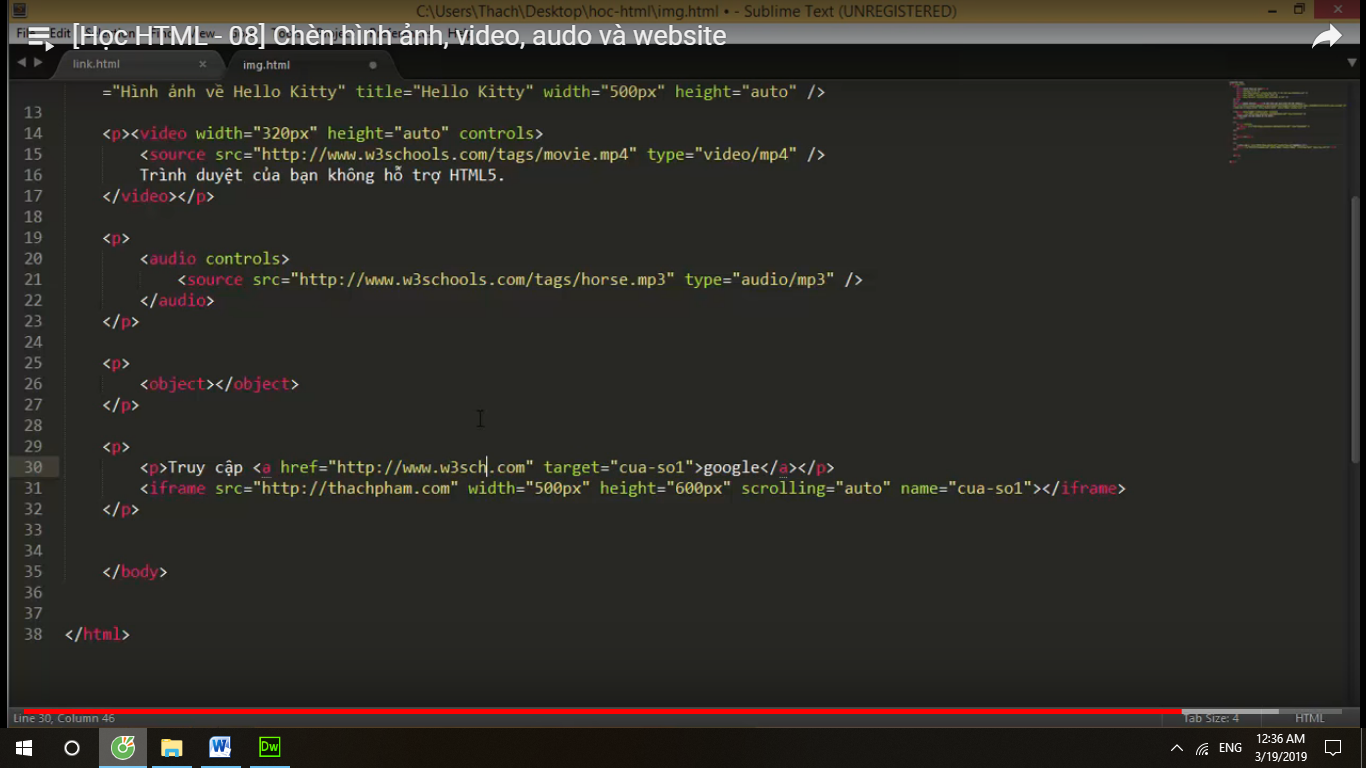 C:\Users\Thach\Desktop\hoc-html\img.html • - Sublime Text (UNREGISTERED)
[Học HTML - 08] Chèn hình ảnh, video, audo và website
link.html
img.html
="Hình ảnh về Hello Kitty" title="Hello Kitty" width="500px" height="auto" />
13
14 <p><video width="320px" height="auto" controls>
15 <source src="http://www.w3schools.com/tags/movie.mp4" type="video/mp4" />
16 Trình duyệt của bạn không hỗ trợ HTML5.
17 </video></p>
18
19 <p>
20 <audio controls>
21 <source src="http://www.w3schools.com/tags/horse.mp3" type="audio/mp3" />
22 </audio>
23 </p>
24
25 <p>
26 <object></object>
27 </p>
28
29 <p>
30 <p>Truy cập <a href="http://www.w3sch.com" target="cua-so1">google</a></p>
31 <iframe src="http://thachpham.com" width="500px" height="600px" scrolling="auto" name="cua-so1"></iframe>
32 </p>
33
34
35 </body>
36
37
38 </html>
Line 30, Column 46
Tab Size: 4
HTML
ENG
12:36 AM
3/19/2019
W
Dw